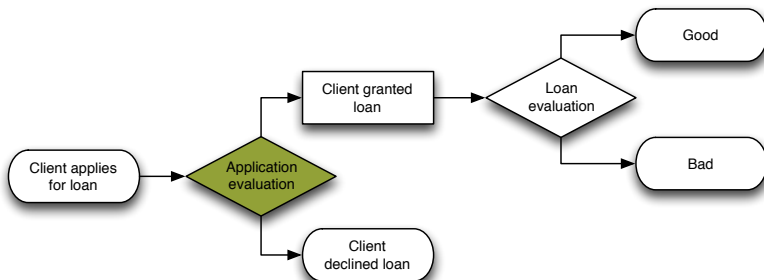 Client applies
for loan
Application
evaluation
Client granted
loan
Client
declined loan
Loan
evaluation
Good
Bad